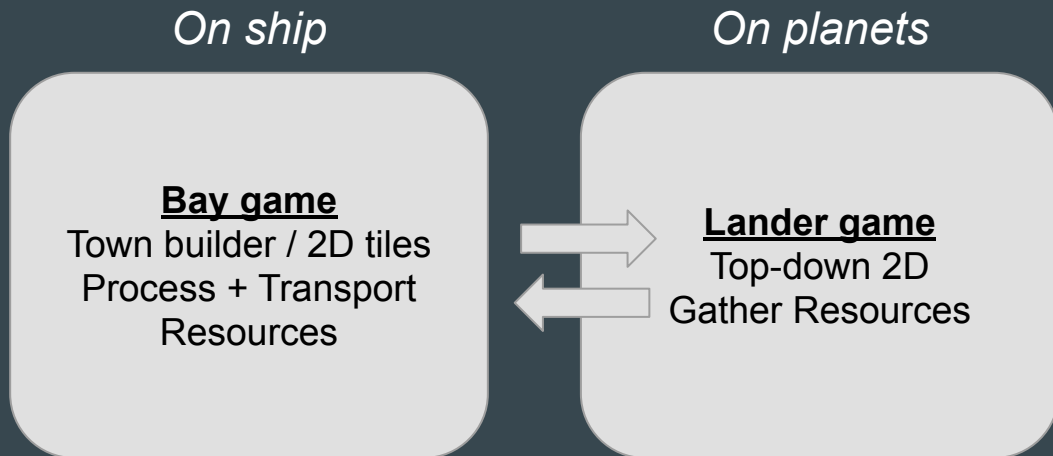 On ship
On planets
Bay game
Town builder / 2D tiles
Process + Transport
Resources
Lander game
Top-down 2D
Gather Resources